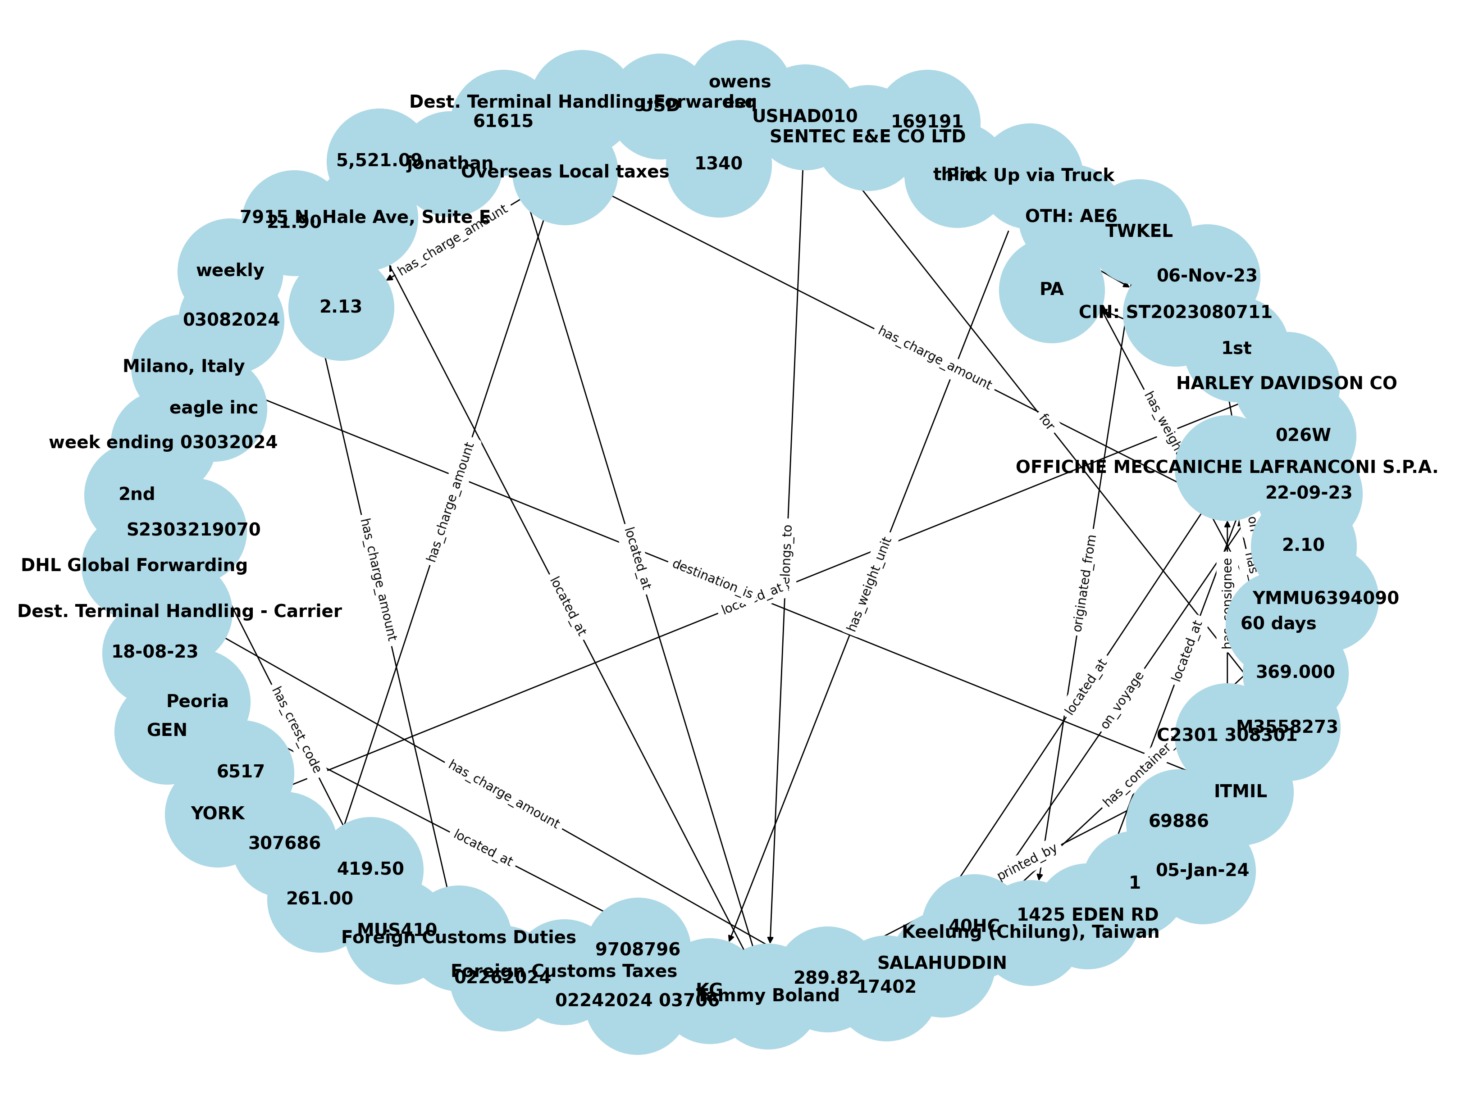 owens
Dest. Terminal Handling-Forwarder
USD
61615
USHAD010
169191
SENTEC E&E CO LTD
5,521.09
jonathan
Overseas Local taxes
1340
third
Pick Up via Truck
7915 N. Hale Ave, Suite E
21.90
has_charge_amount
OTH: AE6
TWKEL
weekly
06-Nov-23
PA
2.13
03082024
CIN: ST2023080711
has_charge_amount
1st
Milano, Italy
HARLEY DAVIDSON CO
eagle inc
for
026W
week ending 03032024
OFFICINE MECCANICHE LAFRANCONI S.P.A.
2nd
22-09-23
has_charge_amount
S2303219070
has_charge_amount
2.10
located_at
DHL Global Forwarding
originated_from
has_weight_unit
destination_is
located_at
YMMU6394090
Dest. Terminal Handling - Carrier
60 days
18-08-23
located_at
369.000
located_at
Peoria
on_voyage
has_crest_code
GEN
M3558273
C2301 308301
6517
has_container
has_charge_amount
ITMIL
YORK
69886
307686
located_at
printed_by
419.50
05-Jan-24
1
261.00
1425 EDEN RD
40HC
MUS410
Keelung (Chilung), Taiwan
Foreign Customs Duties
9708796
SALAHUDDIN
Foreign Customs Taxes
02262024
289.82
17402
KG
Tammy Boland
02242024 03706